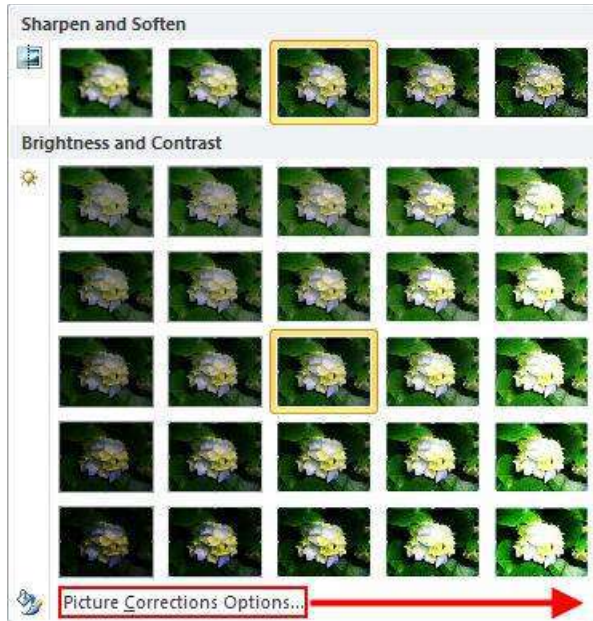 Sharpen and Soften
Brightness and Contrast
Picture Corrections Options...